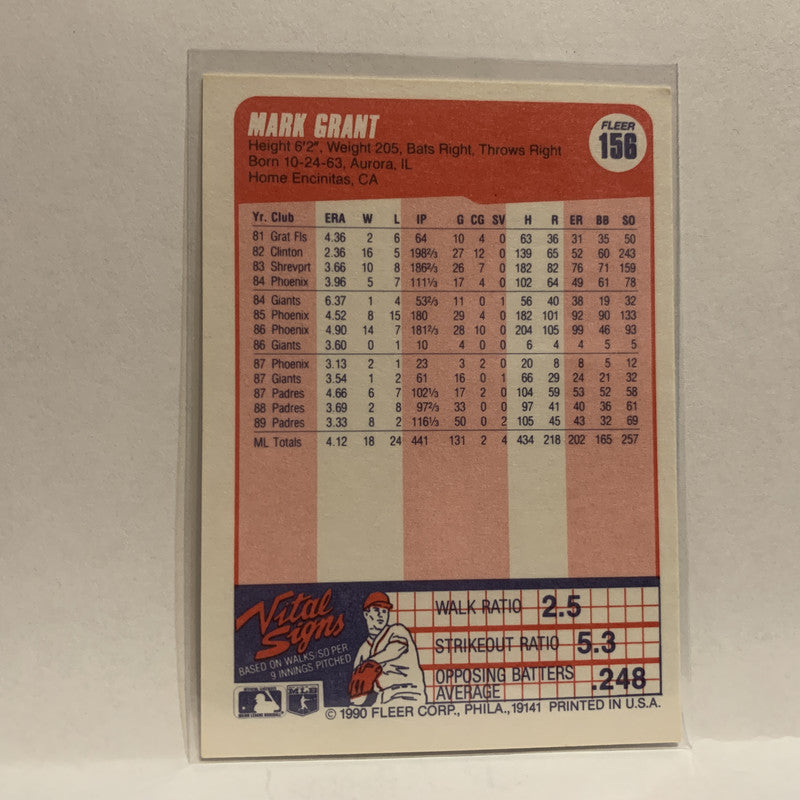 MARK GRANT
FLEER
156
Height 6'2", Weight 205, Bats Right, Throws Right
Born 10-24-63, Aurora, IL
Home Encinitas, CA
Yr. Club ERA W L IP G CG SV H R ER BB SO
81 Grat Fls 4.36 2 6 64 10 4 0 63 36 31 35 50
82 Clinton 2.36 16 5 198⅔ 27 12 0 139 65 52 60 243
83 Shrevprt 3.66 10 8 186⅔ 26 7 0 182 82 76 71 159
84 Phoenix 3.96 5 7 111⅓ 17 4 0 102 64 49 61 78
84 Giants 6.37 1 4 53⅔ 11 0 1 56 40 38 19 32
85 Phoenix 4.52 8 15 180 29 4 0 182 101 92 90 133
86 Phoenix 4.90 14 7 181⅔ 28 10 0 204 105 99 46 93
86 Giants 3.60 0 1 10 4 0 0 6 4 4 5 5
87 Phoenix 3.13 2 1 23 3 2 0 20 8 8 5 12
87 Giants 3.54 1 2 61 16 0 1 66 29 24 21 32
87 Padres 4.66 6 7 102⅓ 17 2 0 104 59 53 52 58
88 Padres 3.69 2 8 97⅔ 33 0 0 97 41 40 36 61
89 Padres 3.33 8 2 116⅓ 50 0 2 105 45 43 32 69
ML Totals 4.12 18 24 441 131 2 4 434 218 202 165 257
Vital
Signs
BASED ON WALKS/SO PER
9 INNINGS PITCHED
WALK RATIO 2.5
STRIKEOUT RATIO 5.3
OPPOSING BATTERS
AVERAGE .248
© 1990 FLEER CORP., PHILA., 19141 PRINTED IN U.S.A.